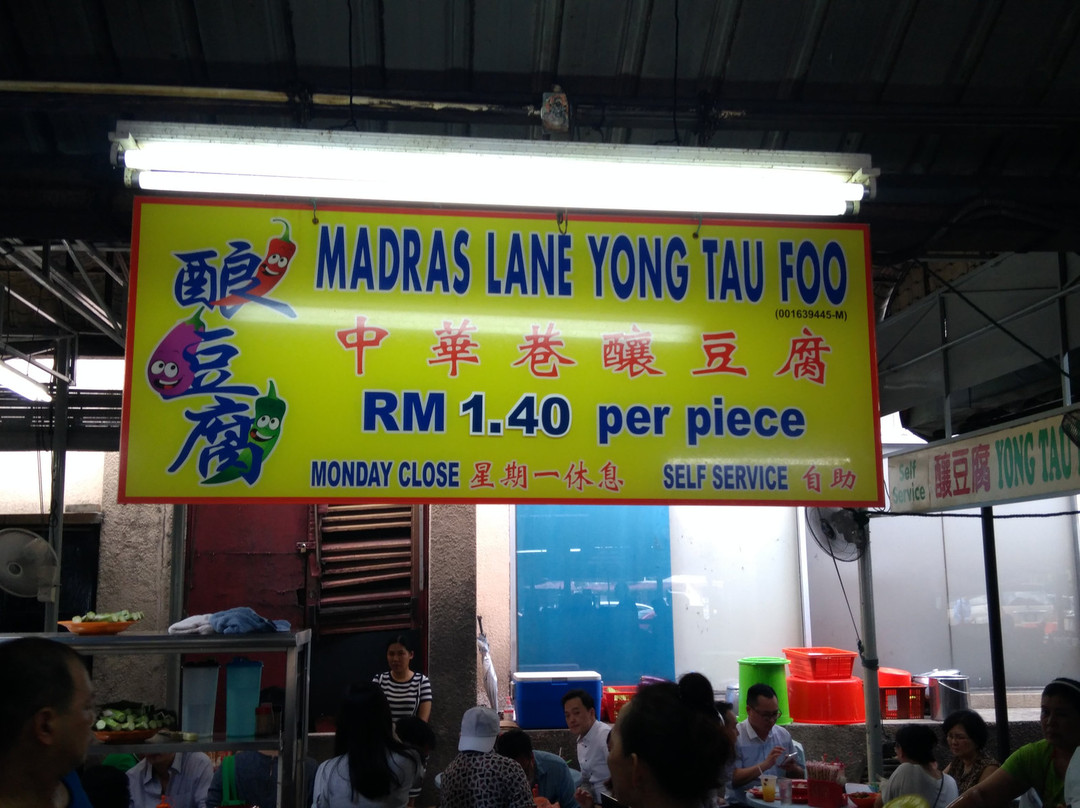 酿豆腐
MADRAS LANE YONG TAU FOO
(001639445-M)
中華巷釀豆腐
RM 1.40 per piece
MONDAY CLOSE 星期一休息 SELF SERVICE 自助
Self Service 釀豆腐 YONG TAU